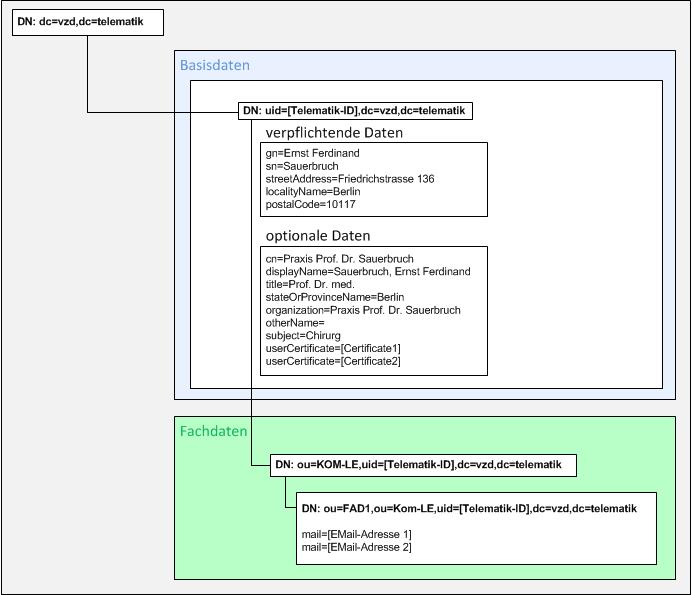 DN: dc=vzd,dc=telematik
Basisdaten
DN: uid=[Telematik-ID],dc=vzd,dc=telematik
verpflichtende Daten
gn=Ernst Ferdinand
sn=Sauerbruch
streetAddress=Friedrichstrasse 136
localityName=Berlin
postalCode=10117
optionale Daten
cn=Praxis Prof. Dr. Sauerbruch
displayName=Sauerbruch, Ernst Ferdinand
title=Prof. Dr. med.
stateOrProvinceName=Berlin
organization=Praxis Prof. Dr. Sauerbruch
otherName=
subject=Chirurg
userCertificate=[Certificate1]
userCertificate=[Certificate2]
Fachdaten
DN: ou=KOM-LE,uid=[Telematik-ID],dc=vzd,dc=telematik
DN: ou=FAD1,ou=Kom-LE,uid=[Telematik-ID],dc=vzd,dc=telematik
mail=[EMail-Adresse 1]
mail=[EMail-Adresse 2]